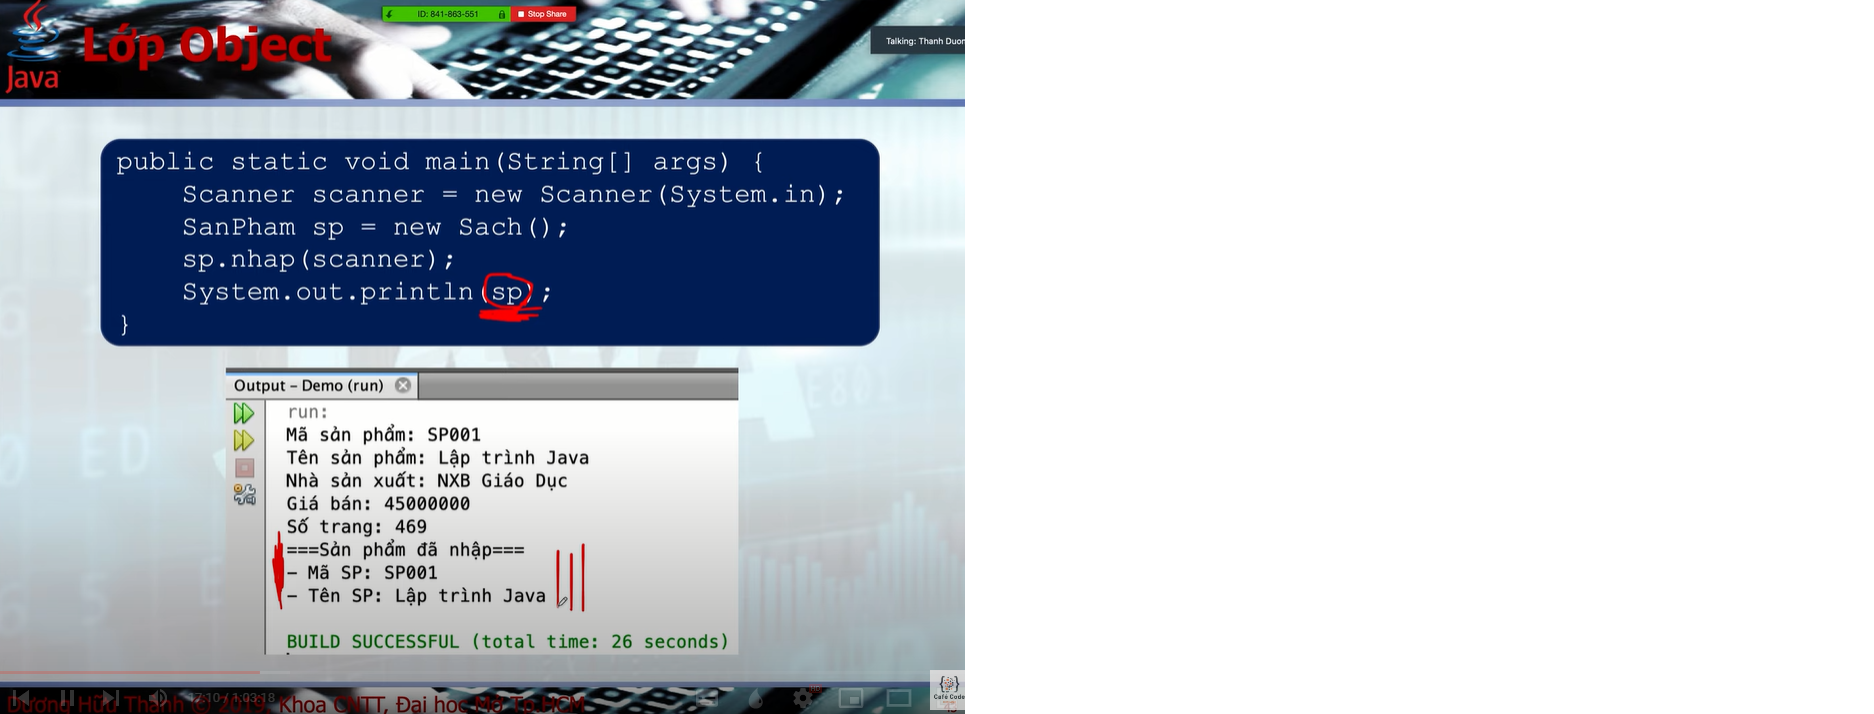 ID: 841-863-551
Stop Share
Talking: Thanh Duon
Java
Lớp Object
public static void main(String[] args) {
Scanner scanner = new Scanner(System.in);
SanPham sp = new Sach();
sp.nhap(scanner);
System.out.println(sp);
}
Output – Demo (run)
run:
Mã sản phẩm: SP001
Tên sản phẩm: Lập trình Java
Nhà sản xuất: NXB Giáo Dục
Giá bán: 45000000
Số trang: 469
===Sản phẩm đã nhập===
– Mã SP: SP001
– Tên SP: Lập trình Java
BUILD SUCCESSFUL (total time: 26 seconds)
17:10 / 1:03:18
Dương Hữu Thành © 2019, Khoa CNTT, Đại học Mở Tp.HCM
Café Code